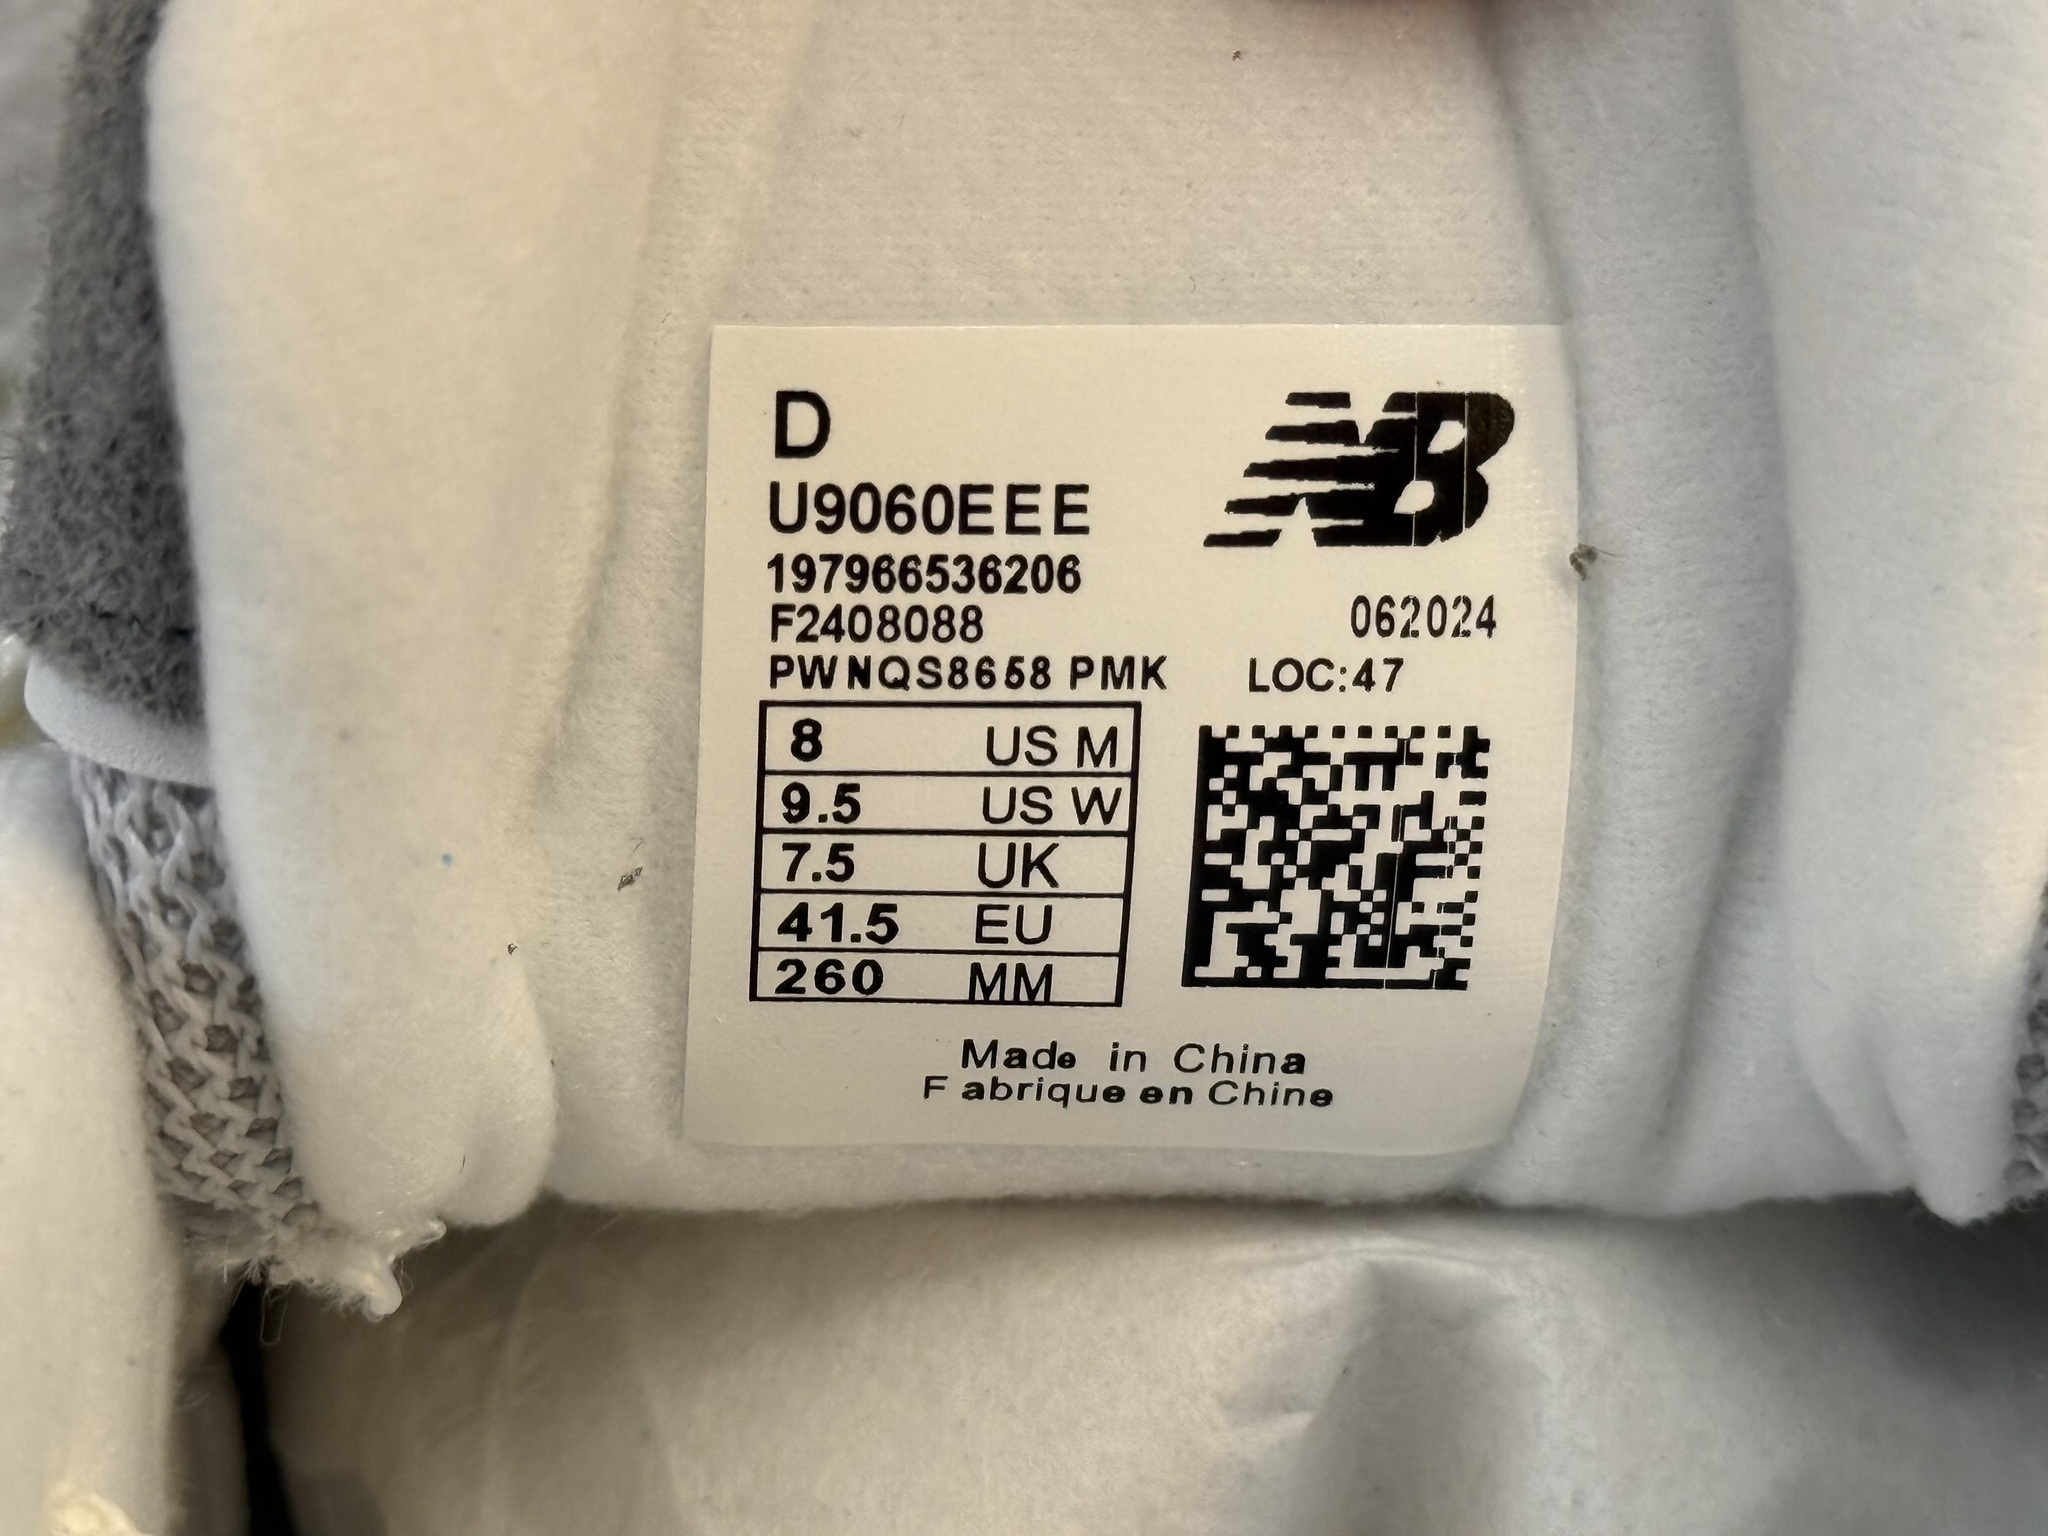 D
NB
U9060EEE
197966536206
F2408088
062024
PWNQS8658 PMK
LOC:47
8 US M
9.5 US W
7.5 UK
41.5 EU
260 MM
Made in China
Fabrique en Chine